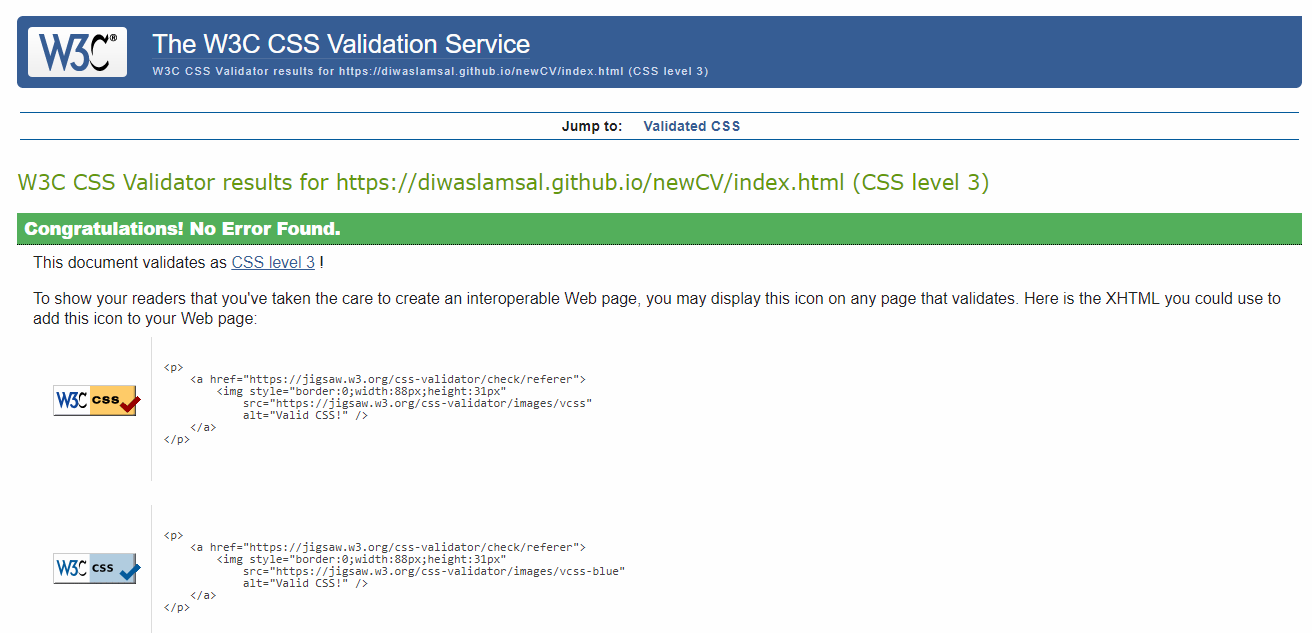 W3C®
The W3C CSS Validation Service
W3C CSS Validator results for https://diwaslamsal.github.io/newCV/index.html (CSS level 3)
Jump to: Validated CSS
W3C CSS Validator results for https://diwaslamsal.github.io/newCV/index.html (CSS level 3)
Congratulations! No Error Found.
This document validates as CSS level 3 !
To show your readers that you've taken the care to create an interoperable Web page, you may display this icon on any page that validates. Here is the XHTML you could use to
add this icon to your Web page:
W3C css
<p>
    <a href="https://jigsaw.w3.org/css-validator/check/referer">
        <img style="border:0;width:88px;height:31px"
            src="https://jigsaw.w3.org/css-validator/images/vcss"
            alt="Valid CSS!" />
    </a>
</p>
W3C css
<p>
    <a href="https://jigsaw.w3.org/css-validator/check/referer">
        <img style="border:0;width:88px;height:31px"
            src="https://jigsaw.w3.org/css-validator/images/vcss-blue"
            alt="Valid CSS!" />
    </a>
</p>